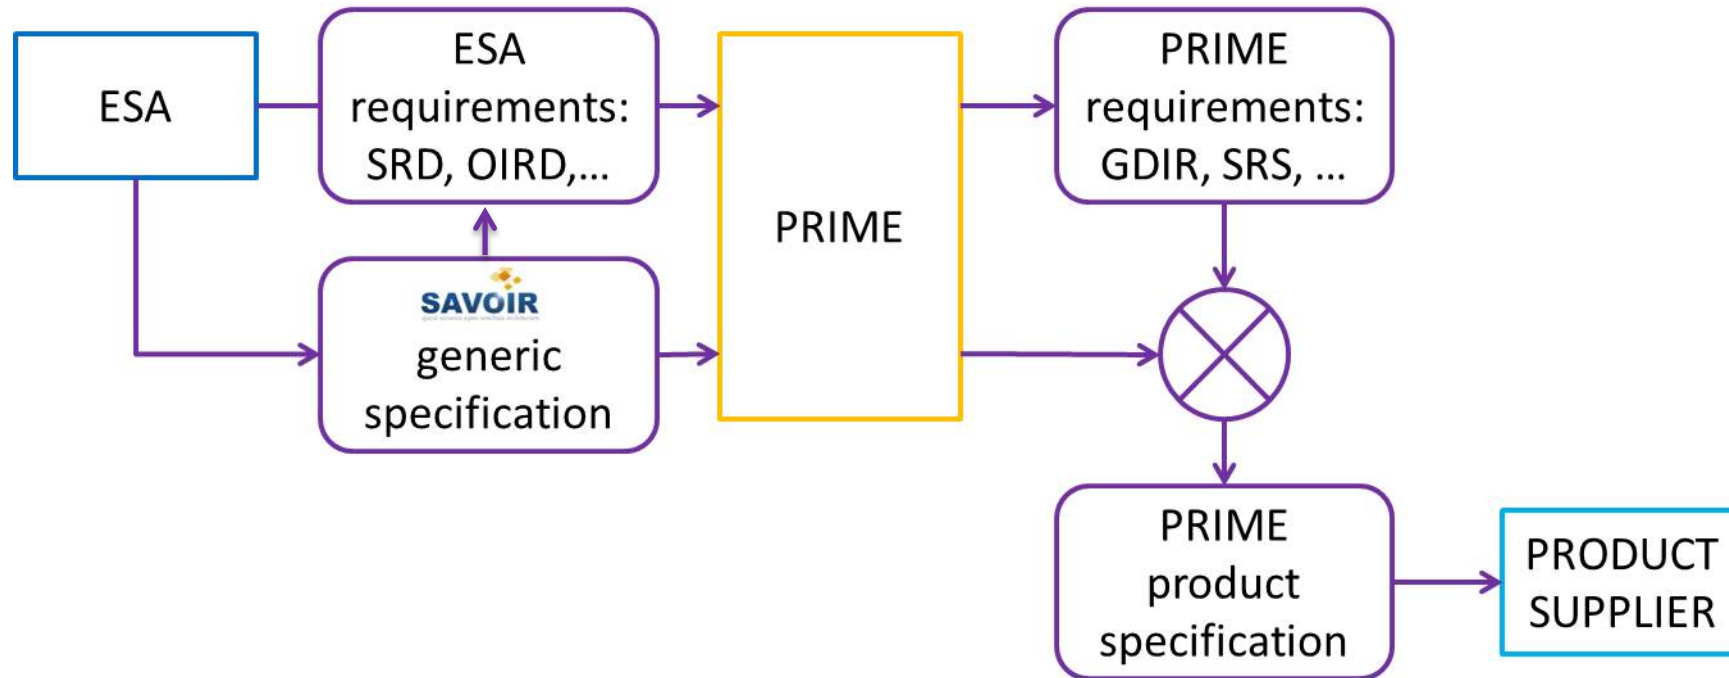 ESA
ESA
requirements:
SRD, OIRD,...
PRIME
PRIME
requirements:
GDIR, SRS, ...
SAVOIR
generic
specification
PRIME
product
specification
PRODUCT
SUPPLIER